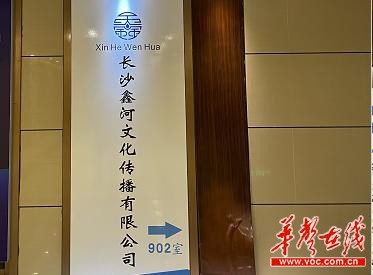 Xin He Wen Hua
长沙鑫河文化传播有限公司
902室
华声在线
www.voc.com.cn